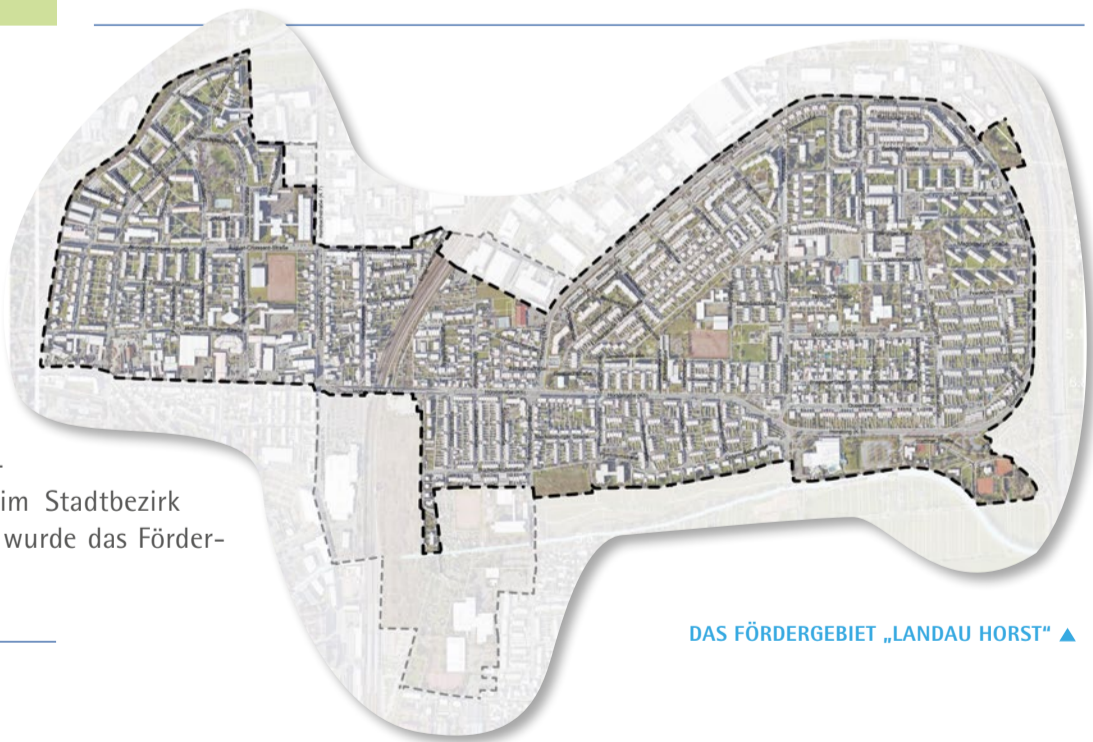 im Stadtbezirk
wurde das Förder-
DAS FÖRDERGEBIET „LANDAU HORST“ ▲